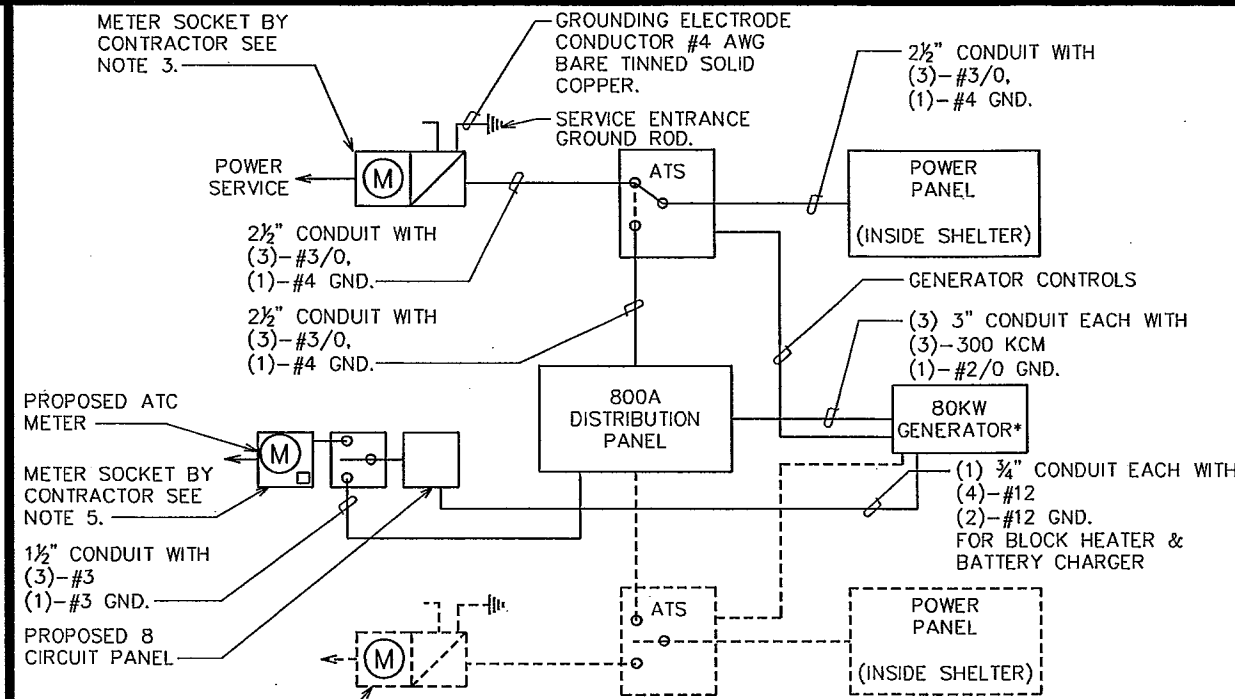 METER SOCKET BY
CONTRACTOR SEE
NOTE 3.
GROUNDING ELECTRODE
CONDUCTOR #4 AWG
BARE TINNED SOLID
COPPER.
SERVICE ENTRANCE
GROUND ROD.
2½" CONDUIT WITH
(3)-#3/0,
(1)-#4 GND.
POWER
SERVICE
M
ATS
POWER
PANEL
(INSIDE SHELTER)
2½" CONDUIT WITH
(3)-#3/0,
(1)-#4 GND.
GENERATOR CONTROLS
2½" CONDUIT WITH
(3)-#3/0,
(1)-#4 GND.
(3) 3" CONDUIT EACH WITH
(3)-300 KCM
(1)-#2/0 GND.
800A
DISTRIBUTION
PANEL
80KW
GENERATOR*
PROPOSED ATC
METER
M
METER SOCKET BY
CONTRACTOR SEE
NOTE 5.
(1) ¾" CONDUIT EACH WITH
(4)-#12
(2)-#12 GND.
FOR BLOCK HEATER &
BATTERY CHARGER
1½" CONDUIT WITH
(3)-#3
(1)-#3 GND.
PROPOSED 8
CIRCUIT PANEL
M
ATS
POWER
PANEL
(INSIDE SHELTER)